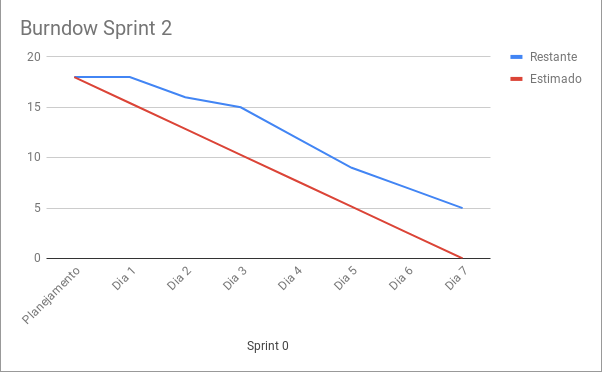 Burndow Sprint 2
Restante
Estimado
20
15
10
5
0
Planejamento
Dia 1
Dia 2
Dia 3
Dia 4
Dia 5
Dia 6
Dia 7
Sprint 0